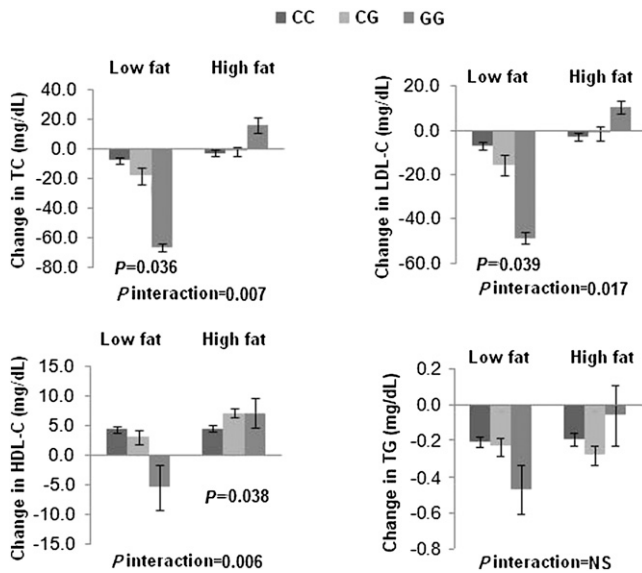 CC CG GG
Low fat High fat
Change in TC (mg/dL)
40.0
20.0
0.0
-20.0
-40.0
-60.0
-80.0
P=0.036
P interaction=0.007
Low fat High fat
Change in LDL-C (mg/dL)
20.0
0.0
-20.0
-40.0
-60.0
P=0.039
P interaction=0.017
Low fat High fat
Change in HDL-C (mg/dL)
15.0
10.0
5.0
0.0
-5.0
-10.0
-15.0
P=0.038
P interaction=0.006
Low fat High fat
Change in TG (mg/dL)
0.2
0.0
-0.2
-0.4
-0.6
-0.8
P interaction=NS